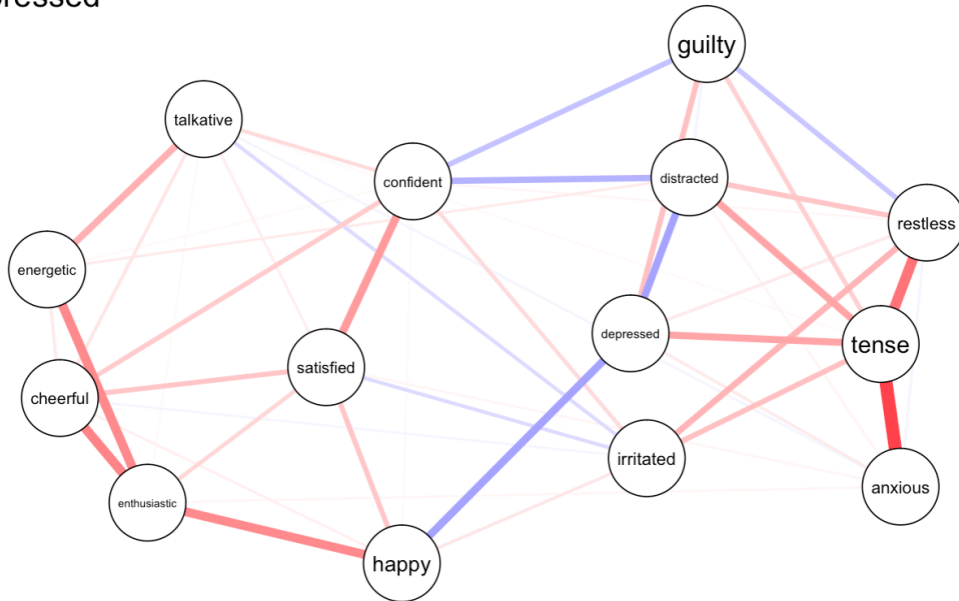 guilty
talkative
confident
distracted
restless
energetic
depressed
tense
satisfied
cheerful
irritated
anxious
enthusiastic
happy